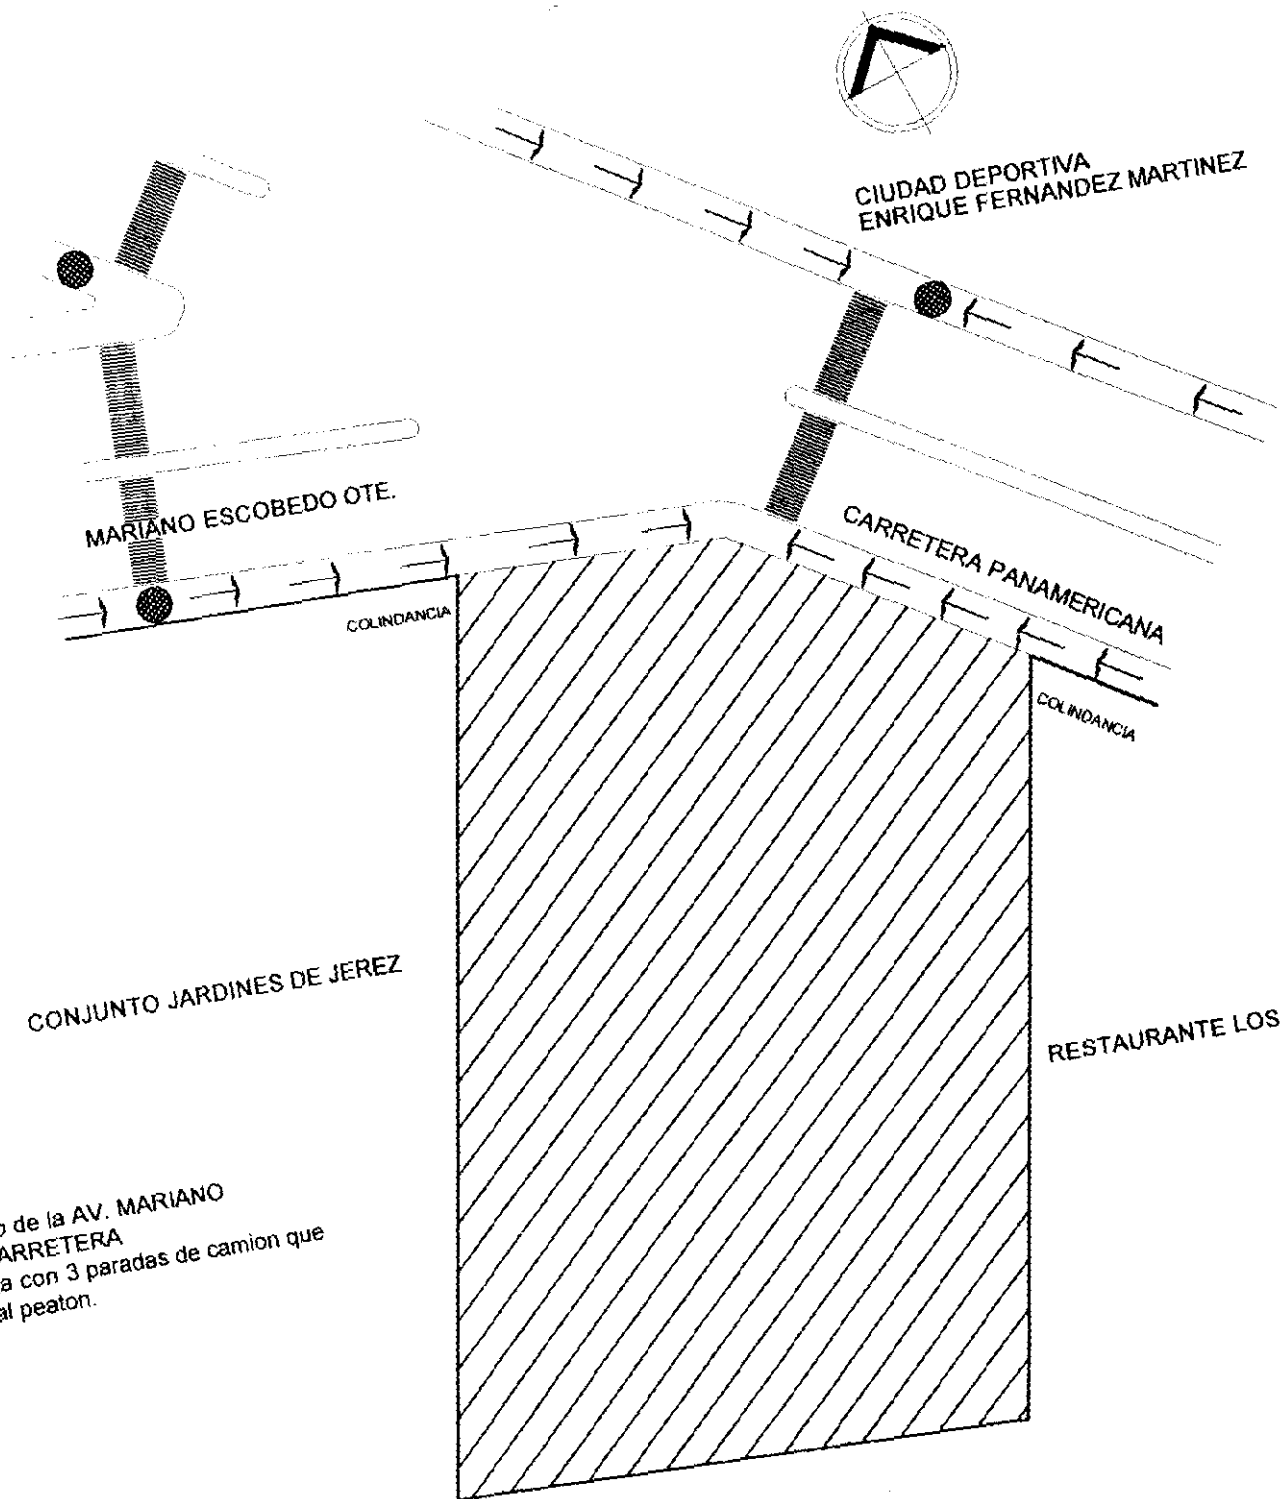 CIUDAD DEPORTIVA
ENRIQUE FERNANDEZ MARTINEZ
MARIANO ESCOBEDO OTE.
CARRETERA PANAMERICANA
COLINDANCIA
COLINDANCIA
CONJUNTO JARDINES DE JEREZ
RESTAURANTE LOS
de la AV. MARIANO
ARRETERA
a con 3 paradas de camion que
al peaton.